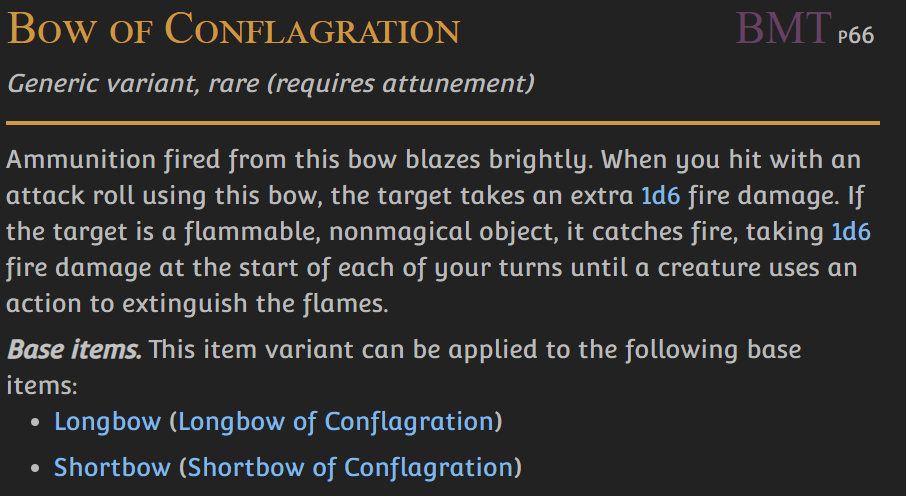 Bow of Conflagration BMT P66
Generic variant, rare (requires attunement)
Ammunition fired from this bow blazes brightly. When you hit with an
attack roll using this bow, the target takes an extra 1d6 fire damage. If
the target is a flammable, nonmagical object, it catches fire, taking 1d6
fire damage at the start of each of your turns until a creature uses an
action to extinguish the flames.
Base items. This item variant can be applied to the following base
items:
• Longbow (Longbow of Conflagration)
• Shortbow (Shortbow of Conflagration)